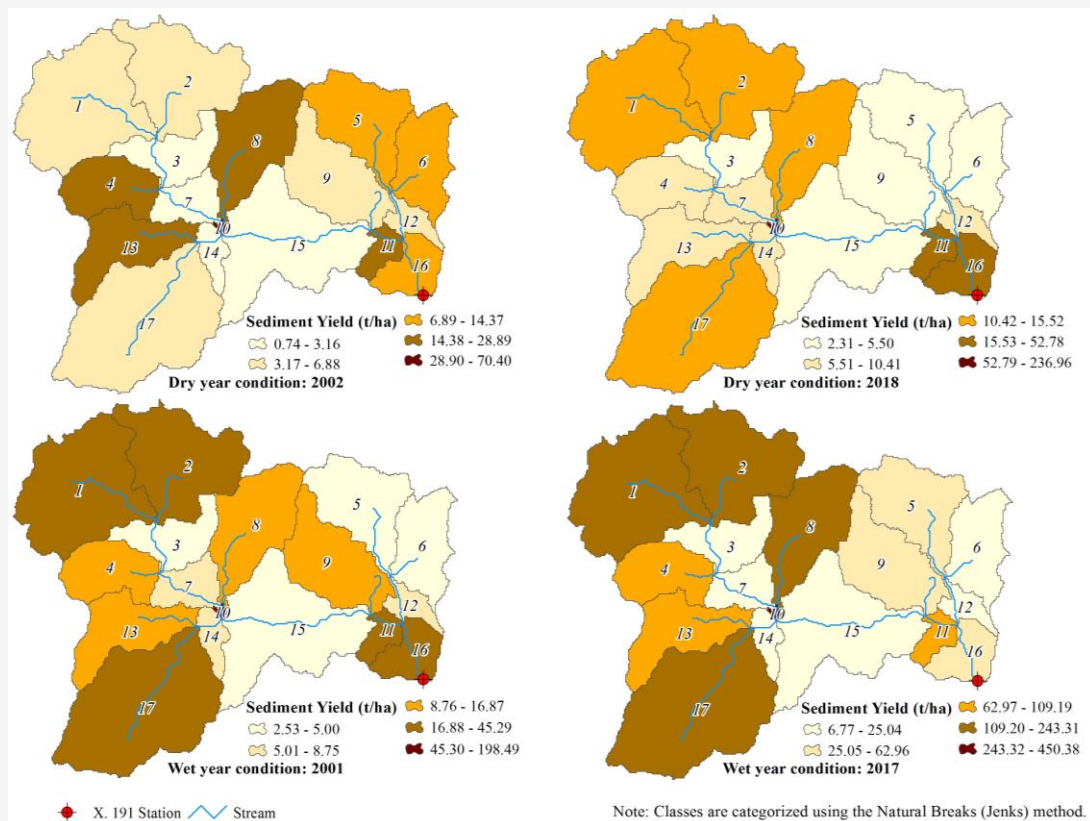 1
2
3
4
5
6
7
8
9
10
11
12
13
14
15
16
17
Sediment Yield (t/ha)
0.74 - 3.16
3.17 - 6.88
6.89 - 14.37
14.38 - 28.89
28.90 - 70.40
Dry year condition: 2002
1
2
3
4
5
6
7
8
9
10
11
12
13
14
15
16
17
Sediment Yield (t/ha)
2.31 - 5.50
5.51 - 10.41
10.42 - 15.52
15.53 - 52.78
52.79 - 236.96
Dry year condition: 2018
1
2
3
4
5
6
7
8
9
10
11
12
13
14
15
16
17
Sediment Yield (t/ha)
2.53 - 5.00
5.01 - 8.75
8.76 - 16.87
16.88 - 45.29
45.30 - 198.49
Wet year condition: 2001
1
2
3
4
5
6
7
8
9
10
11
12
13
14
15
16
17
Sediment Yield (t/ha)
6.77 - 25.04
25.05 - 62.96
62.97 - 109.19
109.20 - 243.31
243.32 - 450.38
Wet year condition: 2017
X. 191 Station
Stream
Note: Classes are categorized using the Natural Breaks (Jenks) method.